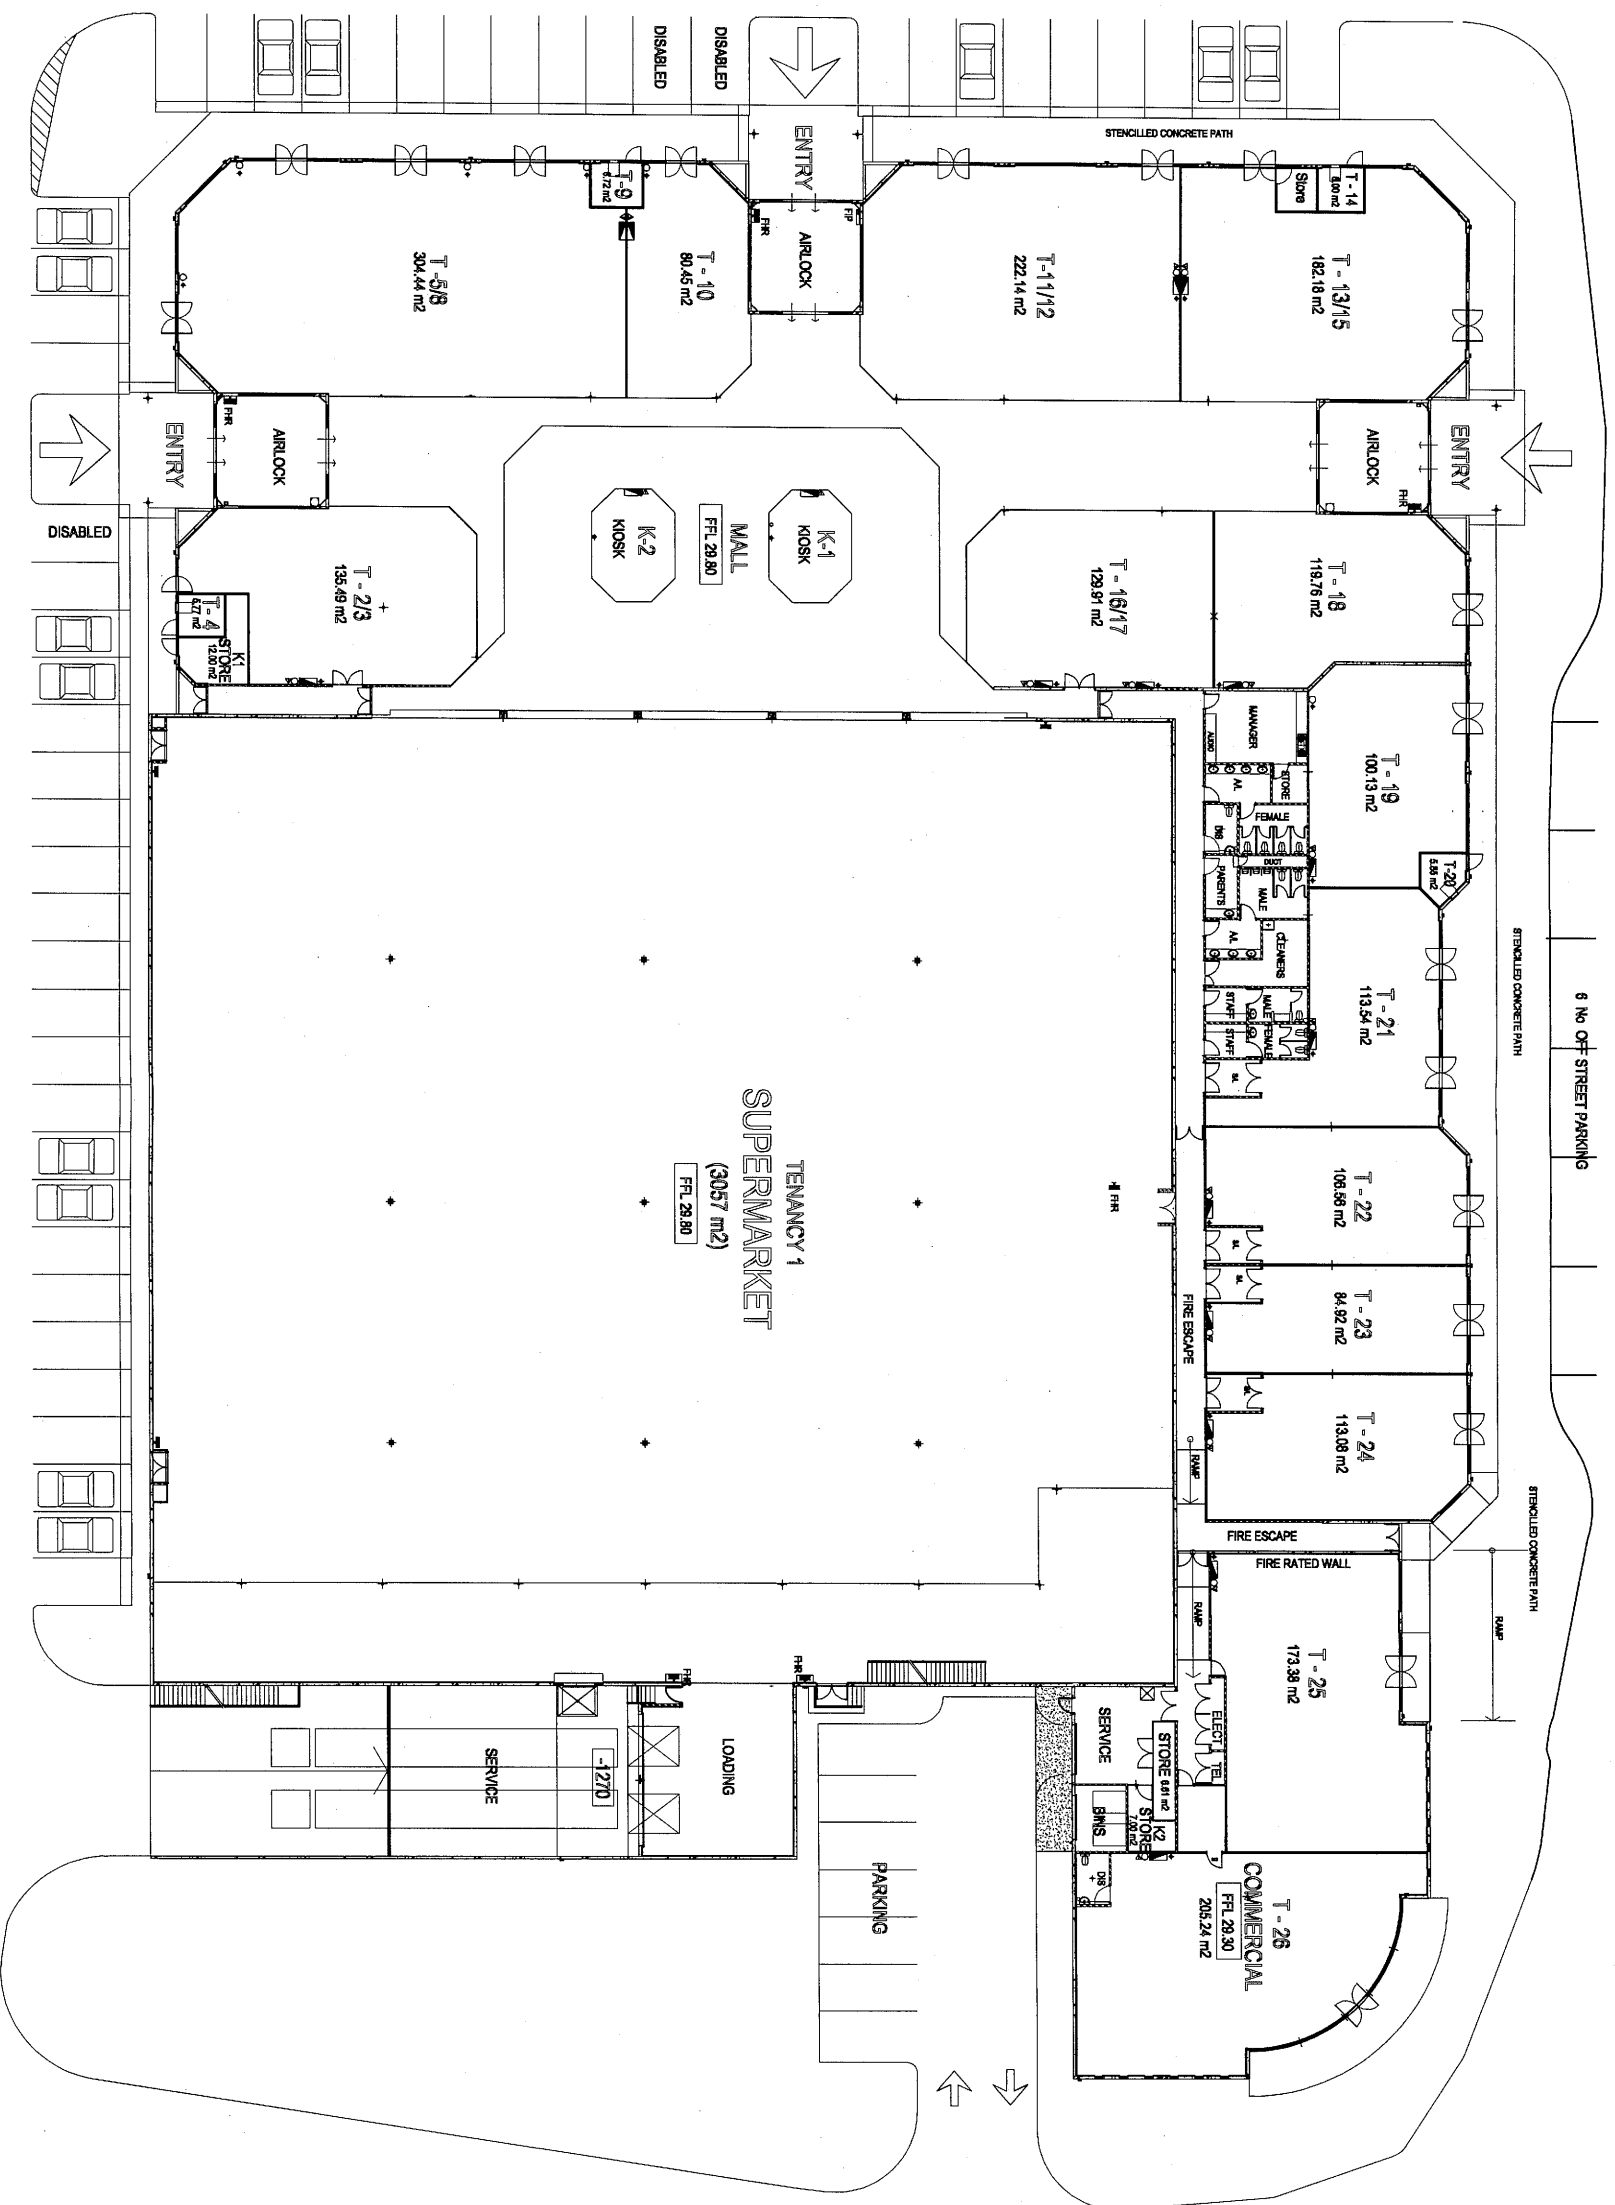 DISABLED
DISABLED
ENTRY
STENCILLED CONCRETE PATH
T-9
6.72 m2
FHR
FIP
AIRLOCK
Store
T - 14
T - 5/8
304.44 m2
T - 10
80.45 m2
T-11/12
222.14 m2
T - 13/15
182.18 m2
ENTRY
FHR
AIRLOCK
AIRLOCK
FHR
ENTRY
DISABLED
T - 2/3
135.49 m2
T - 4
5.77 m2
K1
STORE
12.00 m2
K-2
KIOSK
MALL
FFL 29.80
K-1
KIOSK
T - 16/17
129.91 m2
T - 18
119.76 m2
T - 19
100.13 m2
T-20
MANAGER
AUDIO
STORE
A/L
FEMALE
DIS
DUCT
PARENTS
MALE
A/L
CLEANERS
STAFF
MALE
STAFF
FEMALE
S/L
T - 21
113.54 m2
STENCILLED CONCRETE PATH
6 No OFF STREET PARKING
TENANCY 1
SUPERMARKET
(3057 m2)
FFL 29.80
FHR
FIRE ESCAPE
T - 22
106.56 m2
S/L
S/L
T - 23
84.92 m2
S/L
T - 24
113.08 m2
RAMP
FIRE ESCAPE
FIRE RATED WALL
STENCILLED CONCRETE PATH
RAMP
RAMP
T - 25
173.38 m2
FHR
FHR
SERVICE
-1270
LOADING
PARKING
SERVICE
ELECT
TEL
STORE 6.61 m2
BINS
K2
STORE
7.00 m2
DIS
T - 26
COMMERCIAL
FFL 29.30
205.24 m2